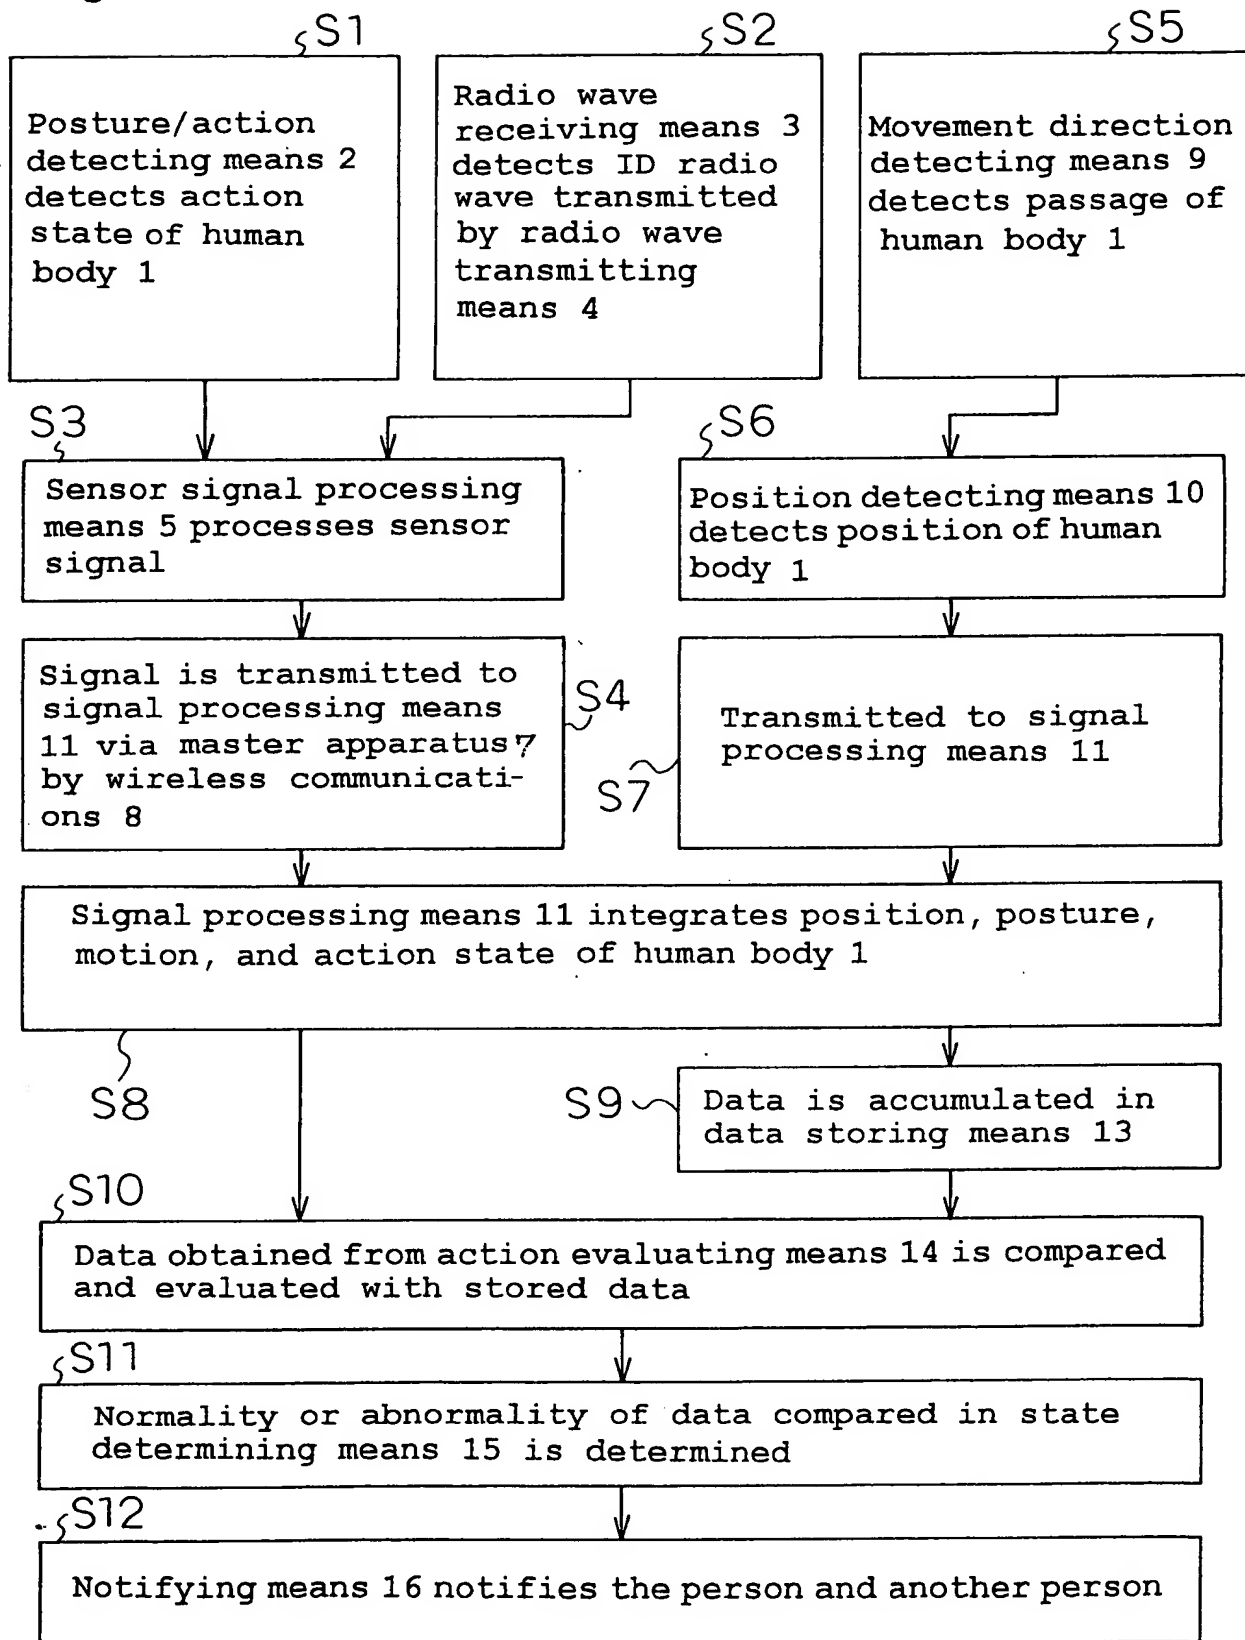 S1
Posture/action
detecting means 2
detects action
state of human
body 1
S2
Radio wave
receiving means 3
detects ID radio
wave transmitted
by radio wave
transmitting
means 4
S5
Movement direction
detecting means 9
detects passage of
human body 1
S3
Sensor signal processing
means 5 processes sensor
signal
S6
Position detecting means 10
detects position of human
body 1
Signal is transmitted to
signal processing means
11 via master apparatus 7
by wireless communicati-
ons 8
S4
S7
Transmitted to signal
processing means 11
Signal processing means 11 integrates position, posture,
motion, and action state of human body 1
S8
S9
Data is accumulated in
data storing means 13
S10
Data obtained from action evaluating means 14 is compared
and evaluated with stored data
S11
Normality or abnormality of data compared in state
determining means 15 is determined
S12
Notifying means 16 notifies the person and another person